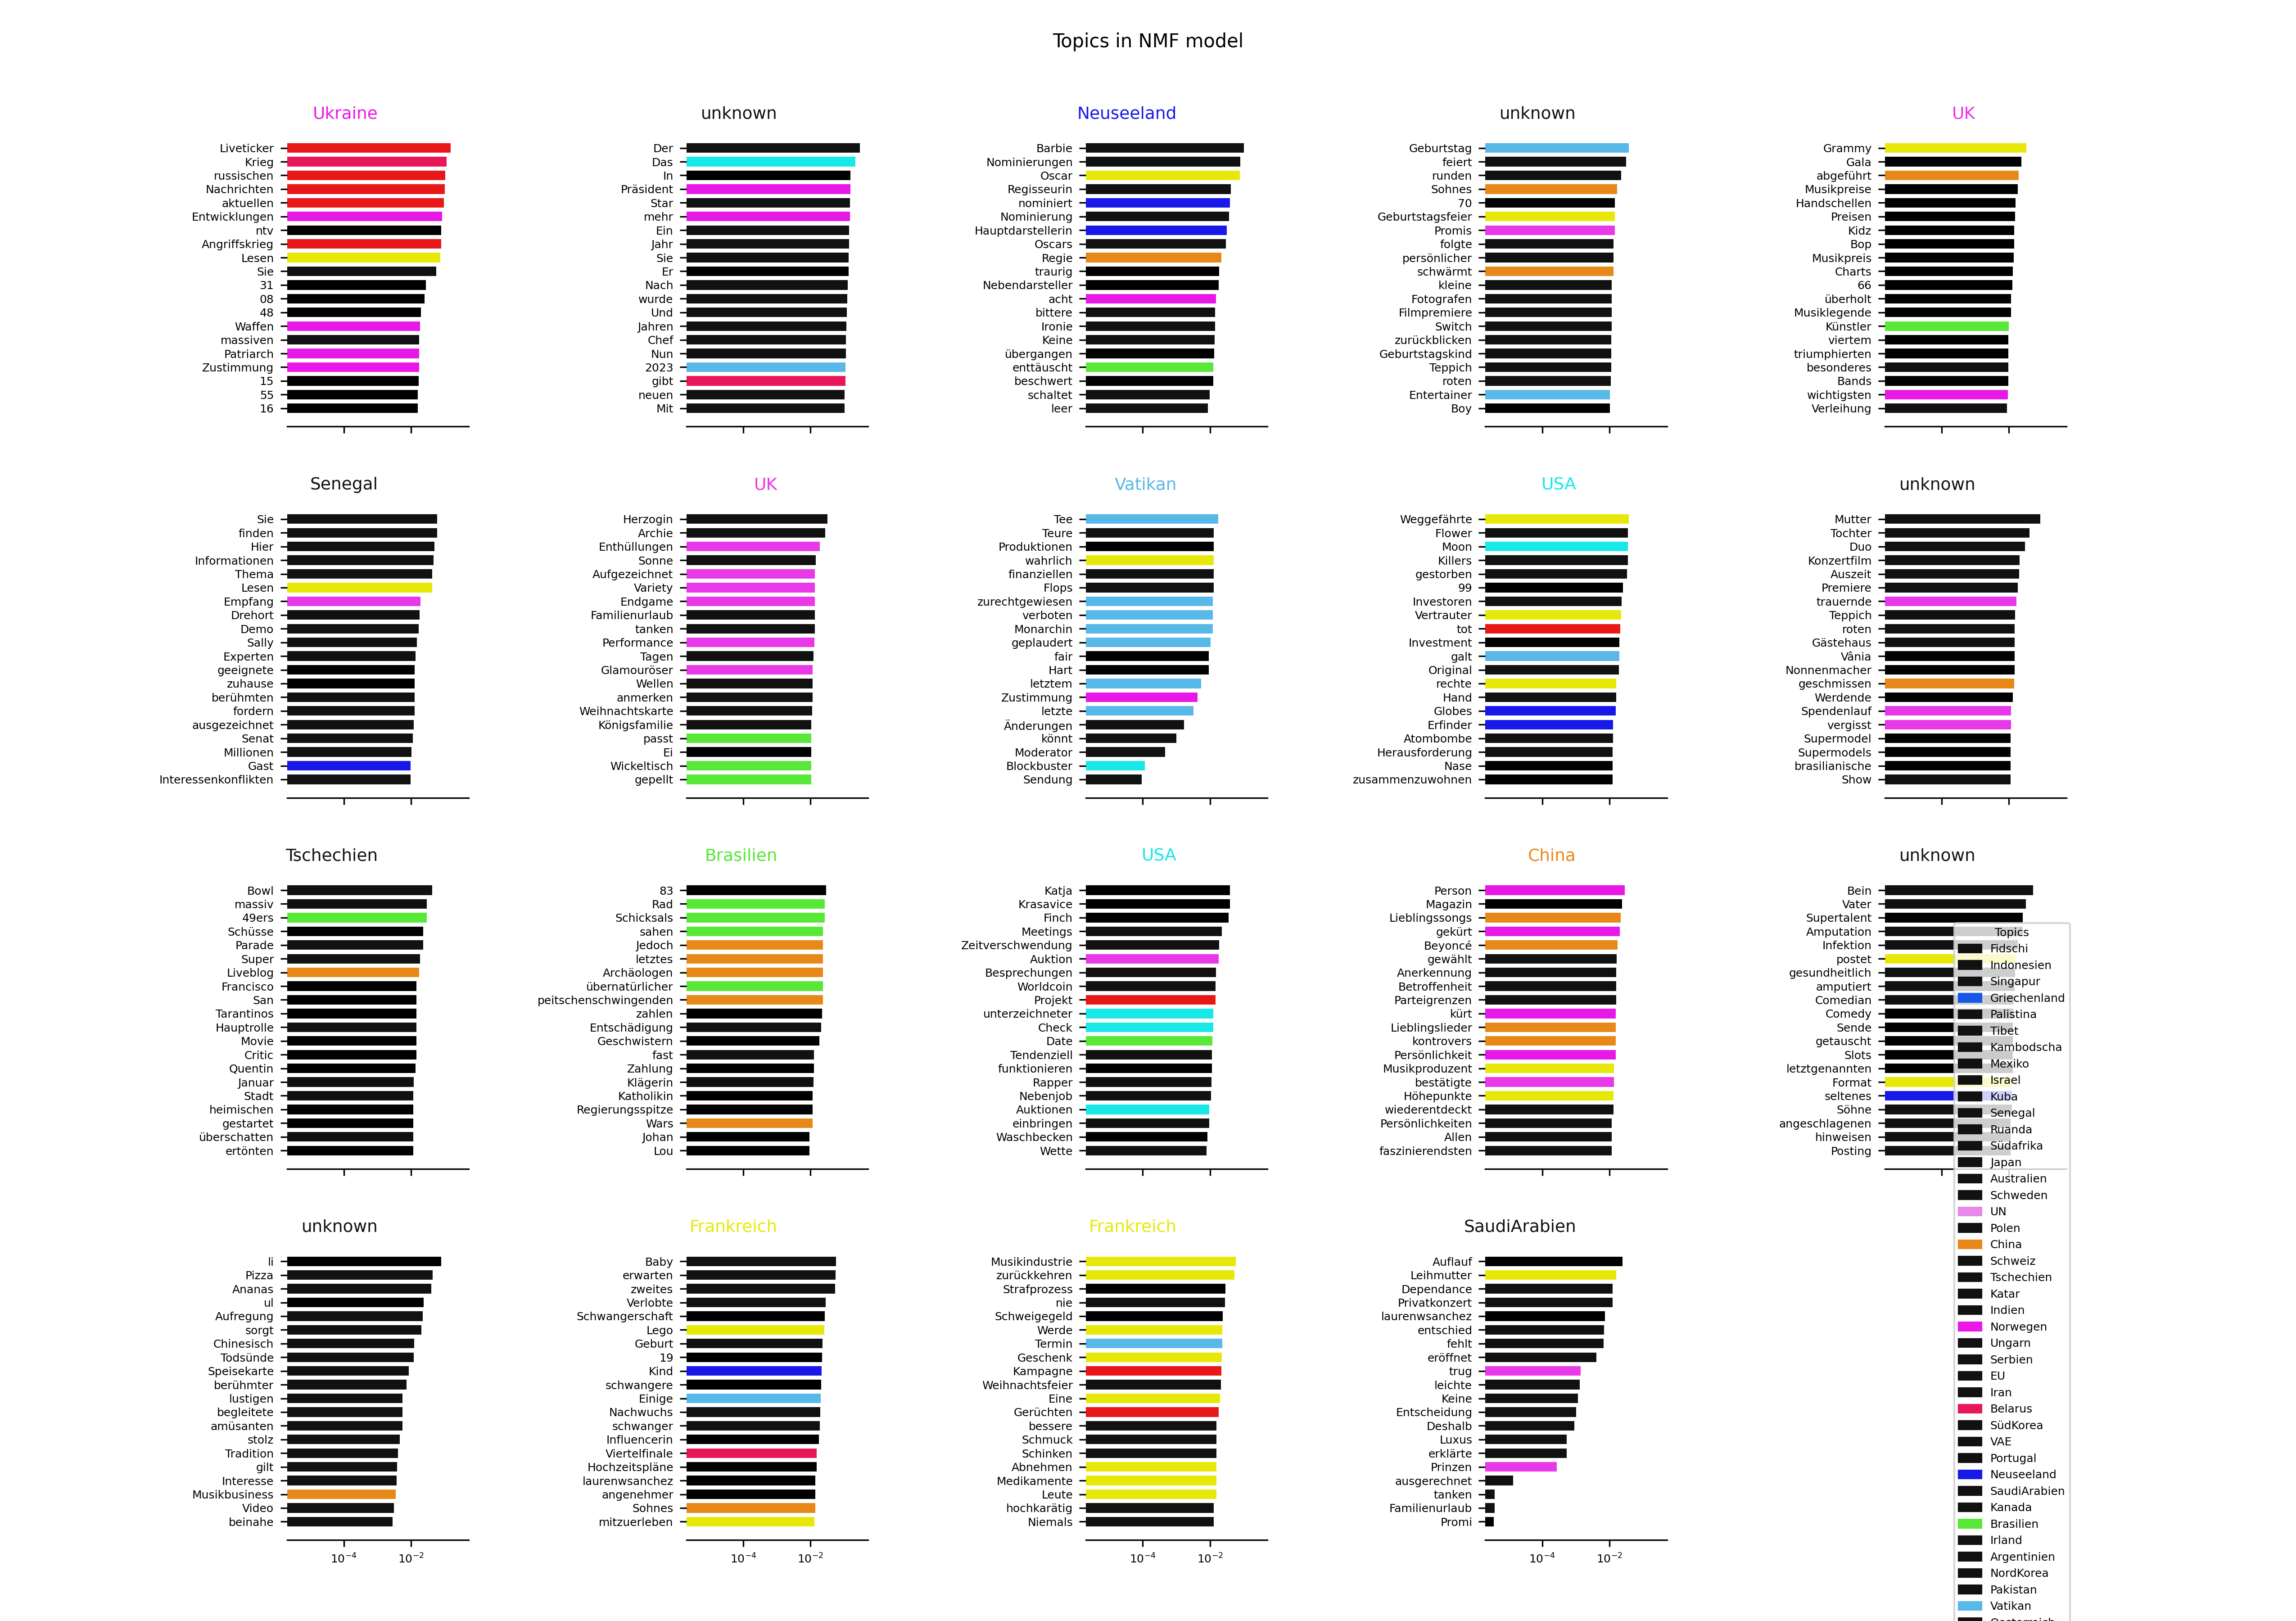 Topics in NMF model
Ukraine
Liveticker
Krieg
russischen
Nachrichten
aktuellen
Entwicklungen
ntv
Angriffskrieg
Lesen
Sie
31
08
48
Waffen
massiven
Patriarch
Zustimmung
15
55
16
unknown
Der
Das
In
Präsident
Star
mehr
Ein
Jahr
Sie
Er
Nach
wurde
Und
Jahren
Chef
Nun
2023
gibt
neuen
Mit
Neuseeland
Barbie
Nominierungen
Oscar
Regisseurin
nominiert
Nominierung
Hauptdarstellerin
Oscars
Regie
traurig
Nebendarsteller
acht
bittere
Ironie
Keine
übergangen
enttäuscht
beschwert
schaltet
leer
unknown
Geburtstag
feiert
runden
Sohnes
70
Geburtstagsfeier
Promis
folgte
persönlicher
schwärmt
kleine
Fotografen
Filmpremiere
Switch
zurückblicken
Geburtstagskind
Teppich
roten
Entertainer
Boy
UK
Grammy
Gala
abgeführt
Musikpreise
Handschellen
Preisen
Kidz
Bop
Musikpreis
Charts
66
überholt
Musiklegende
Künstler
viertem
triumphierten
besonderes
Bands
wichtigsten
Verleihung
Senegal
Sie
finden
Hier
Informationen
Thema
Lesen
Empfang
Drehort
Demo
Sally
Experten
geeignete
zuhause
berühmten
fordern
ausgezeichnet
Senat
Millionen
Gast
Interessenkonflikten
UK
Herzogin
Archie
Enthüllungen
Sonne
Aufgezeichnet
Variety
Endgame
Familienurlaub
tanken
Performance
Tagen
Glamouröser
Wellen
anmerken
Weihnachtskarte
Königsfamilie
passt
Ei
Wickeltisch
gepellt
Vatikan
Tee
Teure
Produktionen
wahrlich
finanziellen
Flops
zurechtgewiesen
verboten
Monarchin
geplaudert
fair
Hart
letztem
Zustimmung
letzte
Änderungen
könnt
Moderator
Blockbuster
Sendung
USA
Weggefährte
Flower
Moon
Killers
gestorben
99
Investoren
Vertrauter
tot
Investment
galt
Original
rechte
Hand
Globes
Erfinder
Atombombe
Herausforderung
Nase
zusammenzuwohnen
unknown
Mutter
Tochter
Duo
Konzertfilm
Auszeit
Premiere
trauernde
Teppich
roten
Gästehaus
Vânia
Nonnenmacher
geschmissen
Werdende
Spendenlauf
vergisst
Supermodel
Supermodels
brasilianische
Show
Tschechien
Bowl
massiv
49ers
Schüsse
Parade
Super
Liveblog
Francisco
San
Tarantinos
Hauptrolle
Movie
Critic
Quentin
Januar
Stadt
heimischen
gestartet
überschatten
ertönten
Brasilien
83
Rad
Schicksals
sahen
Jedoch
letztes
Archäologen
übernatürlicher
peitschenschwingenden
zahlen
Entschädigung
Geschwistern
fast
Zahlung
Klägerin
Katholikin
Regierungsspitze
Wars
Johan
Lou
USA
Katja
Krasavice
Finch
Meetings
Zeitverschwendung
Auktion
Besprechungen
Worldcoin
Projekt
unterzeichneter
Check
Date
Tendenziell
funktionieren
Rapper
Nebenjob
Auktionen
einbringen
Waschbecken
Wette
China
Person
Magazin
Lieblingssongs
gekürt
Beyoncé
gewählt
Anerkennung
Betroffenheit
Parteigrenzen
kürt
Lieblingslieder
kontrovers
Persönlichkeit
Musikproduzent
bestätigte
Höhepunkte
wiederentdeckt
Persönlichkeiten
Allen
faszinierendsten
unknown
Bein
Vater
Supertalent
Amputation
Infektion
postet
gesundheitlich
amputiert
Comedian
Comedy
Sende
getauscht
Slots
letztgenannten
Format
seltenes
Söhne
angeschlagenen
hinweisen
Posting
unknown
li
Pizza
Ananas
ul
Aufregung
sorgt
Chinesisch
Todsünde
Speisekarte
berühmter
lustigen
begleitete
amüsanten
stolz
Tradition
gilt
Interesse
Musikbusiness
Video
beinahe
10⁻⁴ 10⁻²
Frankreich
Baby
erwarten
zweites
Verlobte
Schwangerschaft
Lego
Geburt
19
Kind
schwangere
Einige
Nachwuchs
schwanger
Influencerin
Viertelfinale
Hochzeitspläne
laurenwsanchez
angenehmer
Sohnes
mitzuerleben
10⁻⁴ 10⁻²
Frankreich
Musikindustrie
zurückkehren
Strafprozess
nie
Schweigegeld
Werde
Termin
Geschenk
Kampagne
Weihnachtsfeier
Eine
Gerüchten
bessere
Schmuck
Schinken
Abnehmen
Medikamente
Leute
hochkarätig
Niemals
10⁻⁴ 10⁻²
SaudiArabien
Auflauf
Leihmutter
Dependance
Privatkonzert
laurenwsanchez
entschied
fehlt
eröffnet
trug
leichte
Keine
Entscheidung
Deshalb
Luxus
erklärte
Prinzen
ausgerechnet
tanken
Familienurlaub
Promi
10⁻⁴ 10⁻²
Topics
Fidschi
Indonesien
Singapur
Griechenland
Palistina
Tibet
Kambodscha
Mexiko
Israel
Kuba
Senegal
Ruanda
Südafrika
Japan
Australien
Schweden
UN
Polen
China
Schweiz
Tschechien
Katar
Indien
Norwegen
Ungarn
Serbien
EU
Iran
Belarus
SüdKorea
VAE
Portugal
Neuseeland
SaudiArabien
Kanada
Brasilien
Irland
Argentinien
NordKorea
Pakistan
Vatikan